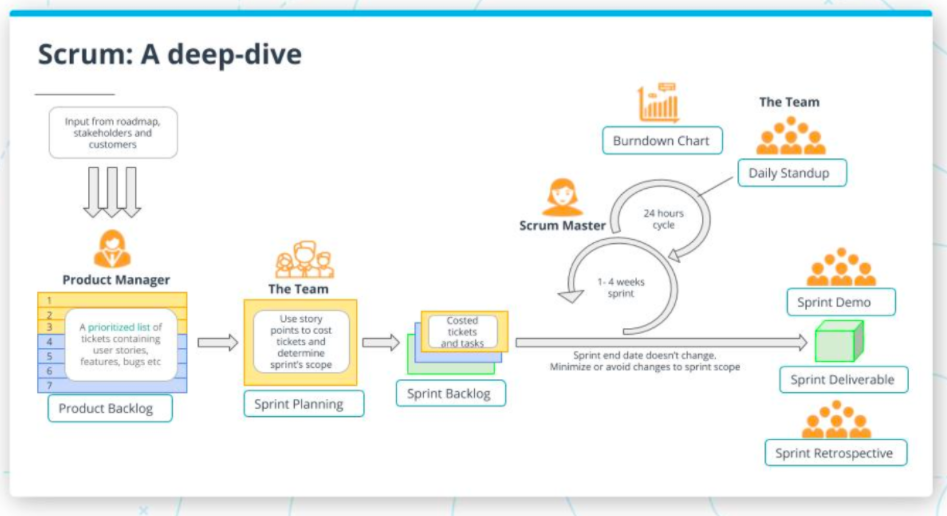 Scrum: A deep-dive
Input from roadmap,
stakeholders and
customers
Product Manager
1
2
3
4
5
6
7
A prioritized list of
tickets containing
user stories,
features, bugs etc
Product Backlog
The Team
Use story
points to cost
tickets and
determine
sprint's scope
Sprint Planning
Costed
tickets
and tasks
Sprint Backlog
Scrum Master
Burndown Chart
The Team
Daily Standup
24 hours
cycle
1- 4 weeks
sprint
Sprint end date doesn't change.
Minimize or avoid changes to sprint scope
Sprint Demo
Sprint Deliverable
Sprint Retrospective